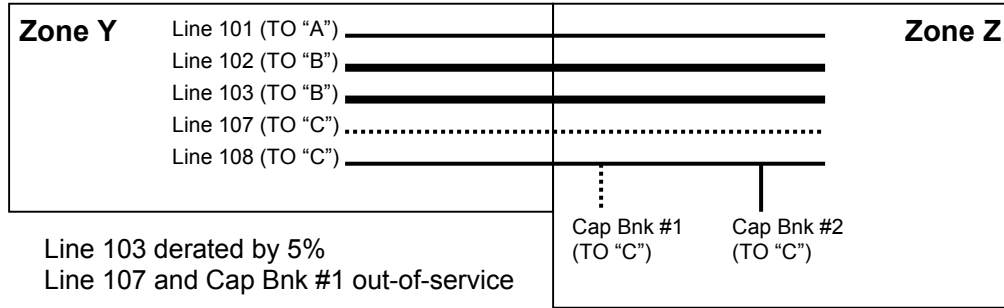 Zone Y
Zone Z
Line 101 (TO “A”)
Line 102 (TO “B”)
Line 103 (TO “B”)
Line 107 (TO “C”)
Line 108 (TO “C”)
Cap Bnk #1
(TO “C”)
Cap Bnk #2
(TO “C”)
Line 103 derated by 5%
Line 107 and Cap Bnk #1 out-of-service